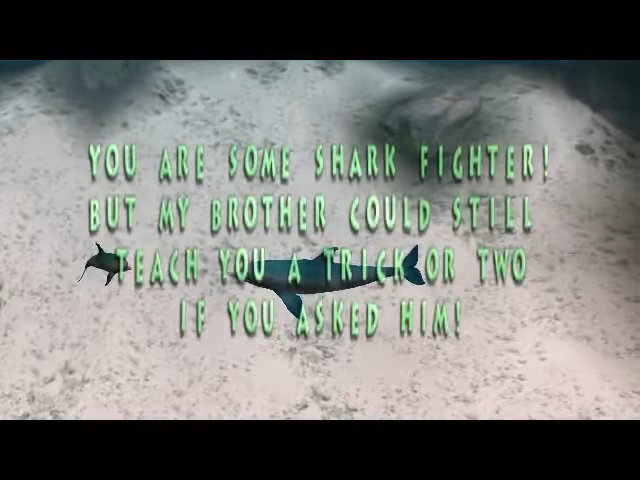 YOU ARE SOME SHARK FIGHTER!
BUT MY BROTHER COULD STILL
TEACH YOU A TRICK OR TWO
IF YOU ASKED HIM!